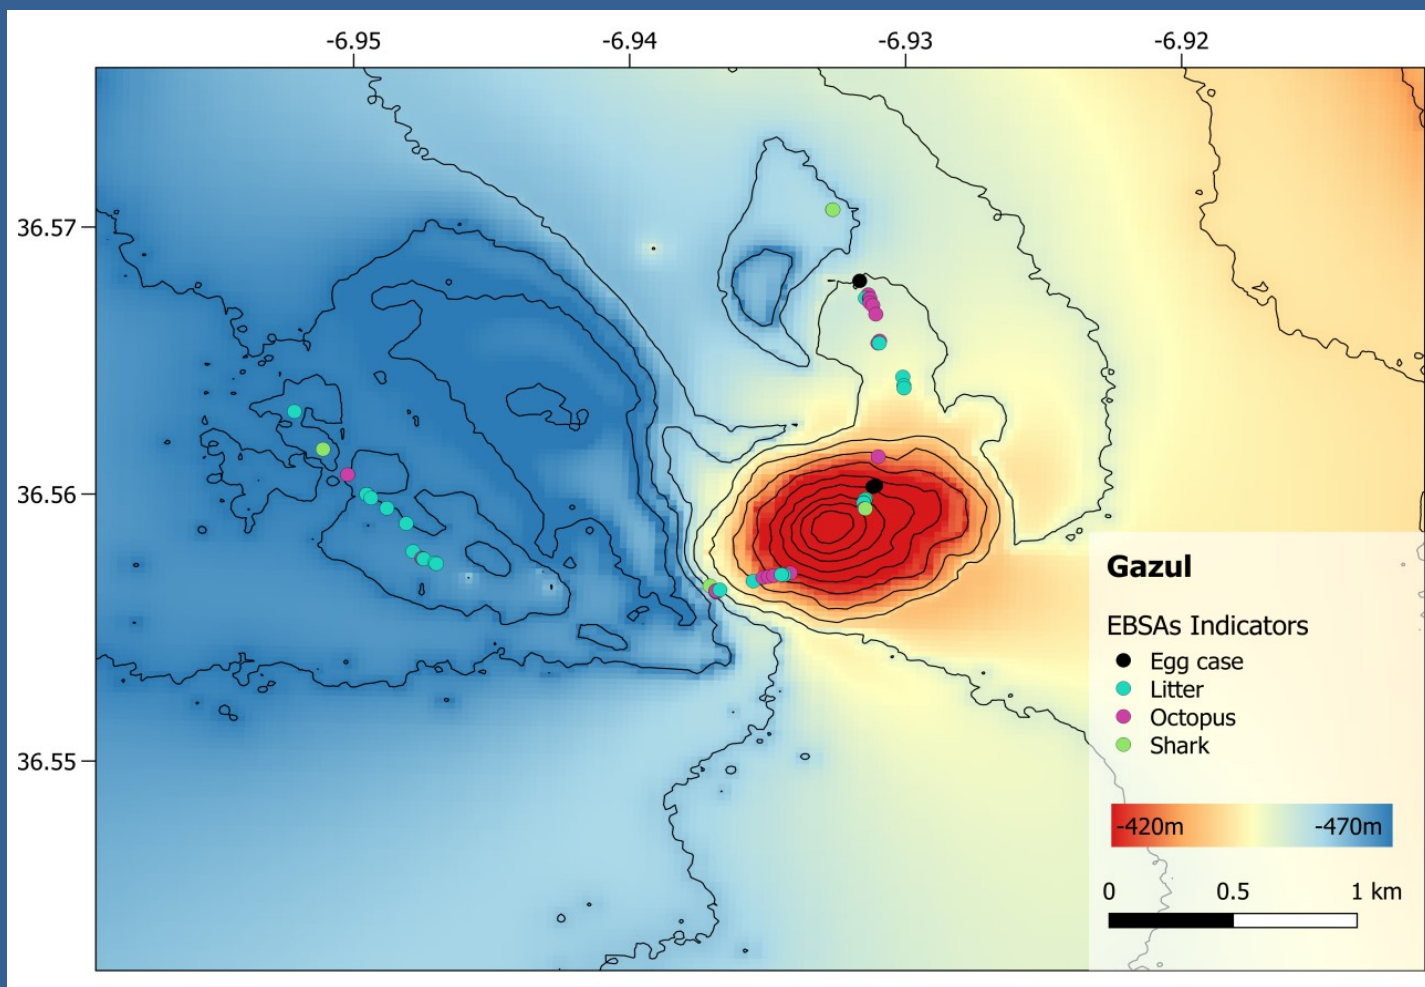 -6.95 -6.94 -6.93 -6.92
36.57
36.56
36.55
Gazul
EBSAs Indicators
Egg case
Litter
Octopus
Shark
-420m -470m
0 0.5 1 km